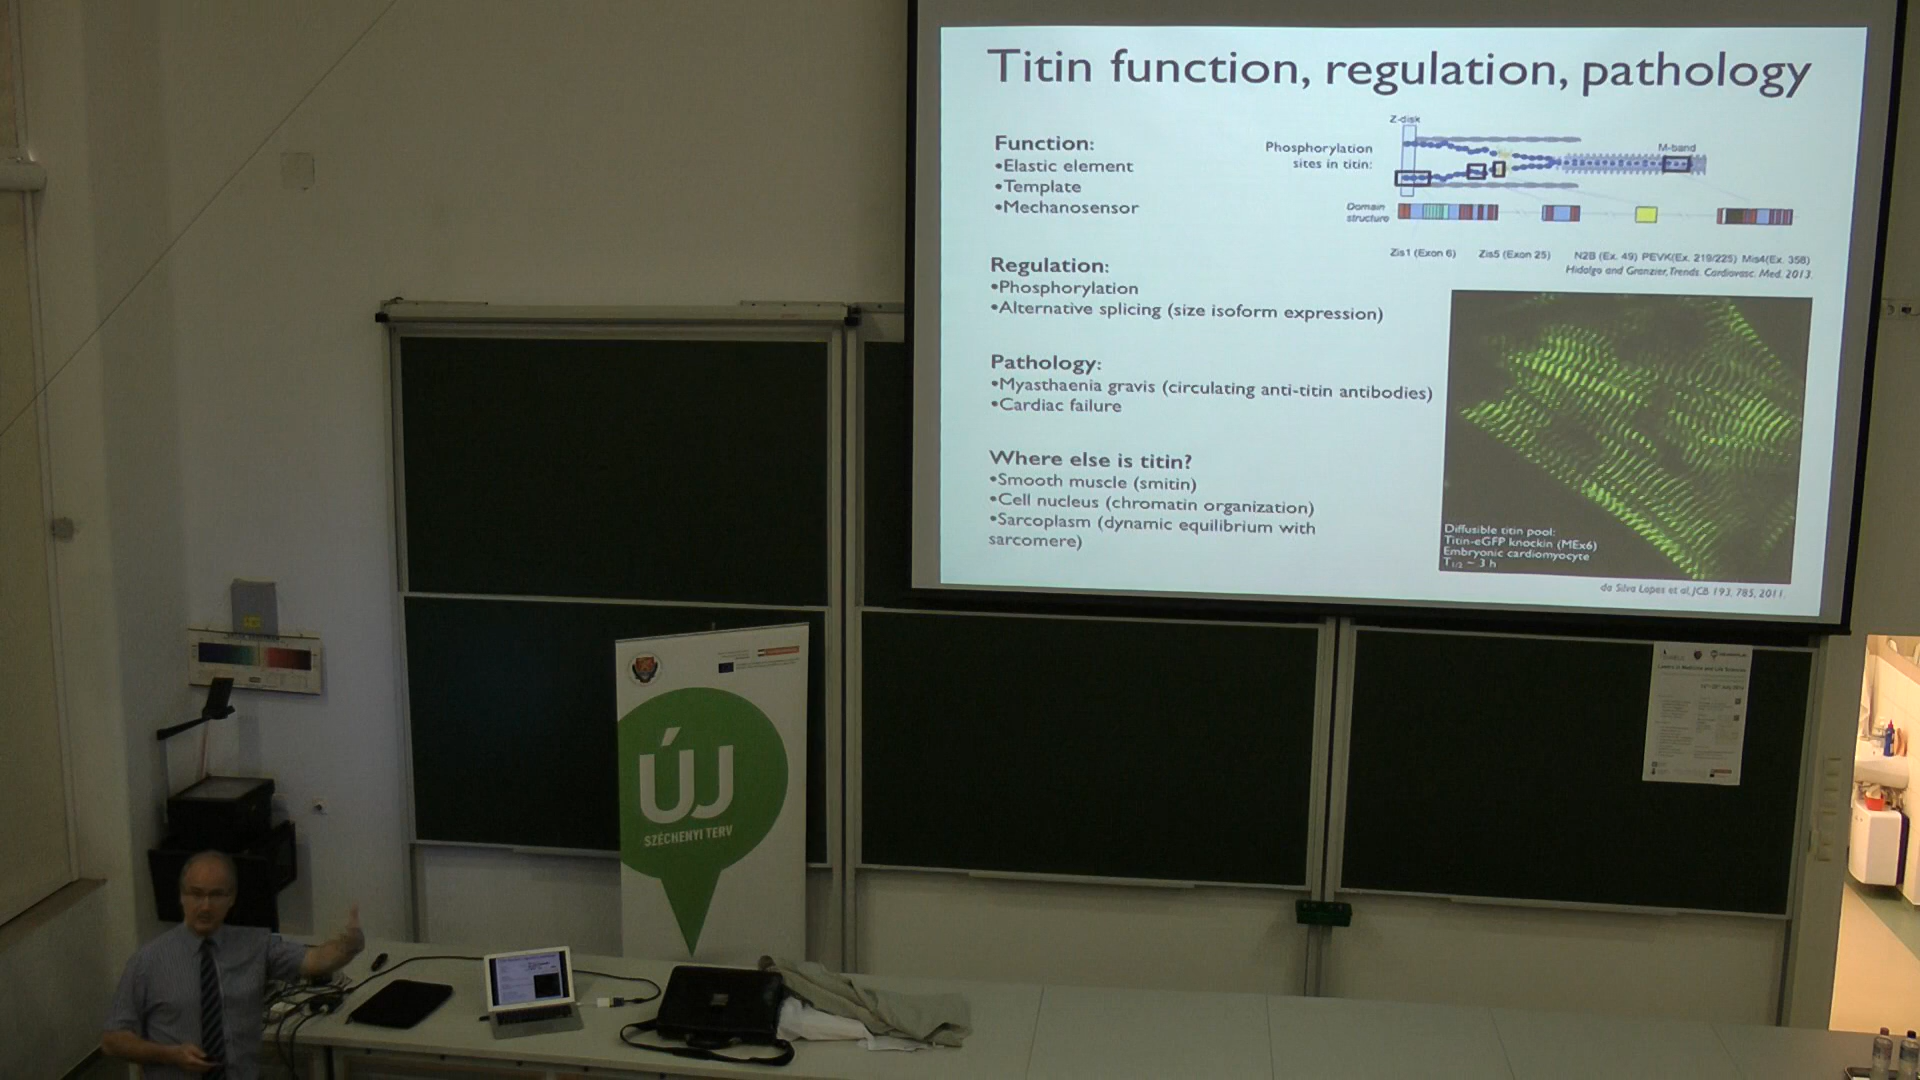 Titin function, regulation, pathology
Function:
•Elastic element
•Template
•Mechanosensor
Phosphorylation
sites in titin:
Z-disk
M-band
Domain
structure
Zis1 (Exon 6) Zis5 (Exon 25) N2B (Ex. 49) PEVK(Ex. 219/225) Mis4(Ex. 358)
Hidalgo and Granzier, Trends. Cardiovasc. Med. 2013.
Regulation:
•Phosphorylation
•Alternative splicing (size isoform expression)
Pathology:
•Myasthaenia gravis (circulating anti-titin antibodies)
•Cardiac failure
Where else is titin?
•Smooth muscle (smitin)
•Cell nucleus (chromatin organization)
•Sarcoplasm (dynamic equilibrium with
sarcomere)
Diffusible titin pool:
Titin-eGFP knockin (MEx6)
Embryonic cardiomyocyte
T1/2 ~ 3 h
da Silva Lopes et al, JCB 193, 785, 2011.
ÚJ
SZÉCHENYI TERV